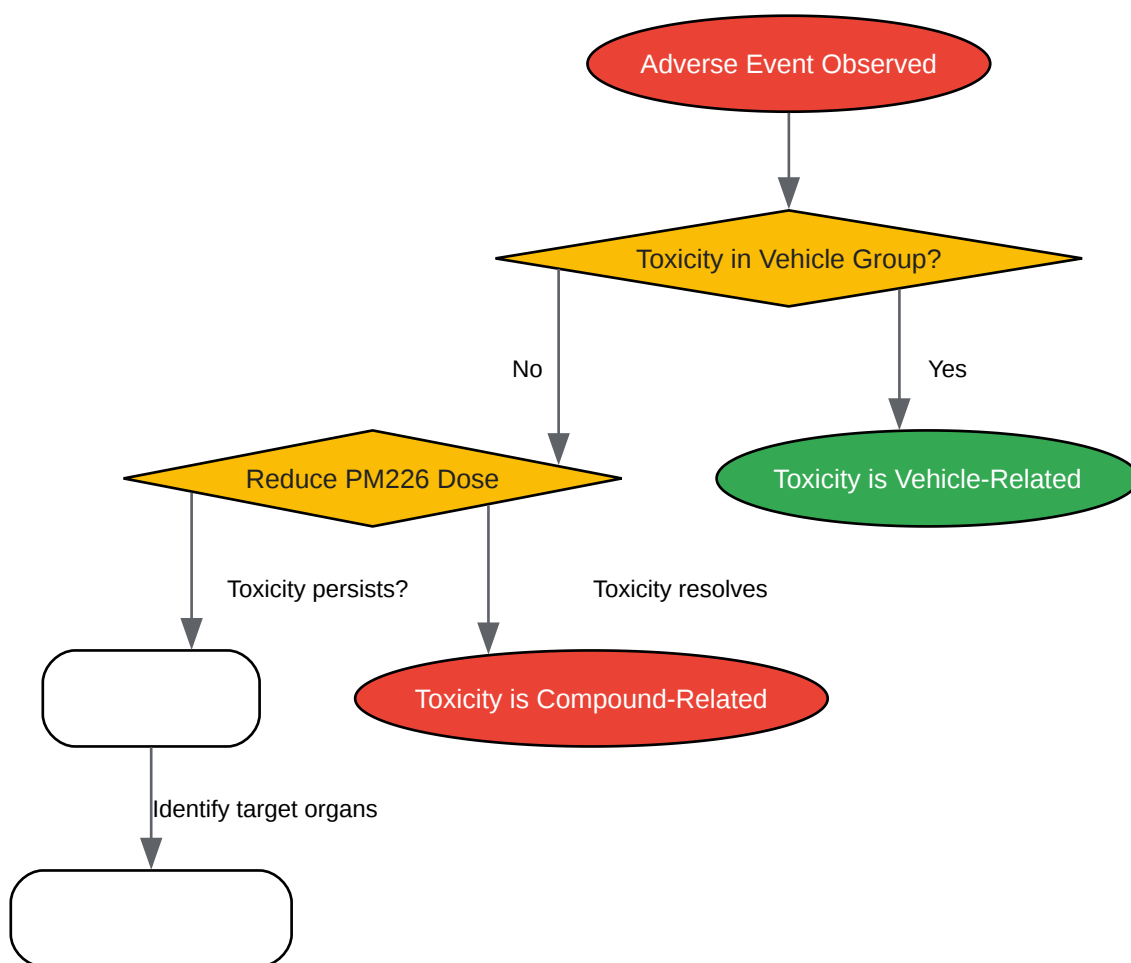 Adverse Event Observed
Toxicity in Vehicle Group?
No
Yes
Reduce PM226 Dose
Toxicity is Vehicle-Related
Toxicity persists?
Toxicity resolves
Toxicity is Compound-Related
Identify target organs